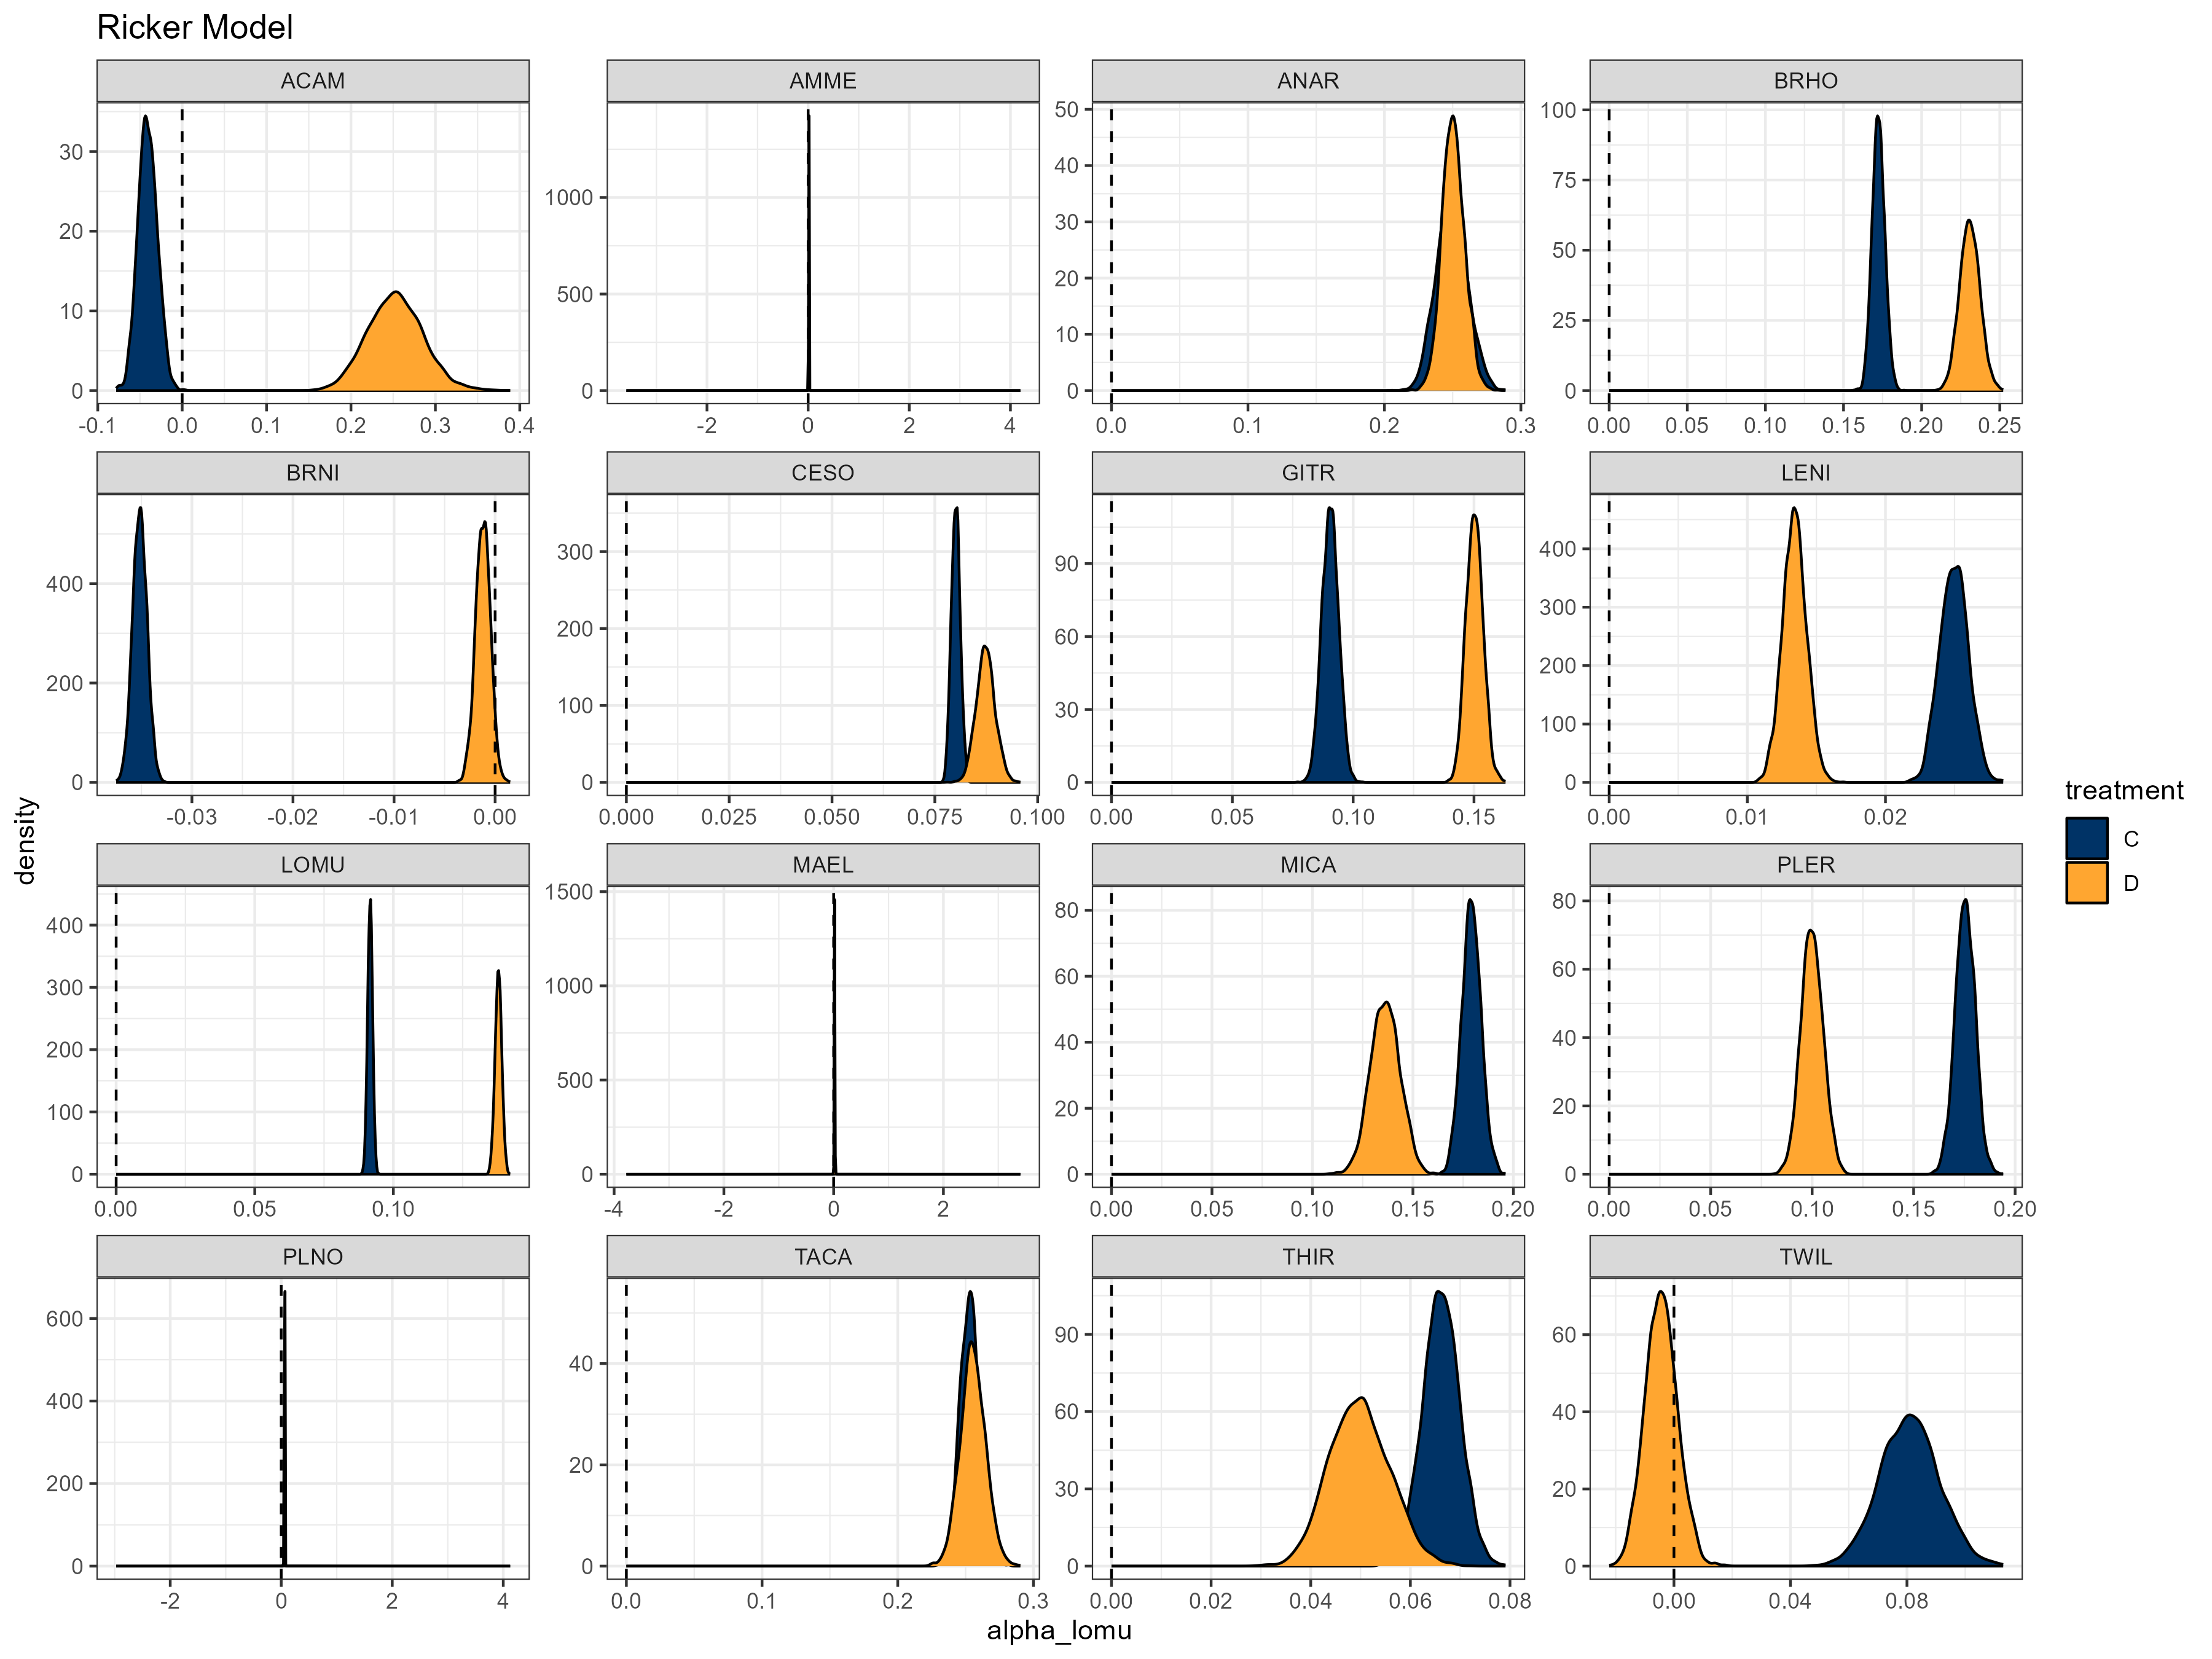 Ricker Model
ACAM AMME ANAR BRHO
30 20 10 0
-0.1 0.0 0.1 0.2 0.3 0.4
1000 500 0
-2 0 2 4
50 40 30 20 10 0
0.0 0.1 0.2 0.3
100 75 50 25 0
0.00 0.05 0.10 0.15 0.20 0.25
BRNI CESO GITR LENI
400 200 0
-0.03 -0.02 -0.01 0.00
300 200 100 0
0.000 0.025 0.050 0.075 0.100
90 60 30 0
0.00 0.05 0.10 0.15
400 300 200 100 0
0.00 0.01 0.02
LOMU MAEL MICA PLER
400 300 200 100 0
0.00 0.05 0.10
1500 1000 500 0
-4 -2 0 2
80 60 40 20 0
0.00 0.05 0.10 0.15 0.20
80 60 40 20 0
0.00 0.05 0.10 0.15 0.20
PLNO TACA THIR TWIL
600 400 200 0
-2 0 2 4
40 20 0
0.0 0.1 0.2 0.3
90 60 30 0
0.00 0.02 0.04 0.06 0.08
60 40 20 0
0.00 0.04 0.08
density
alpha_lomu
treatment
C
D